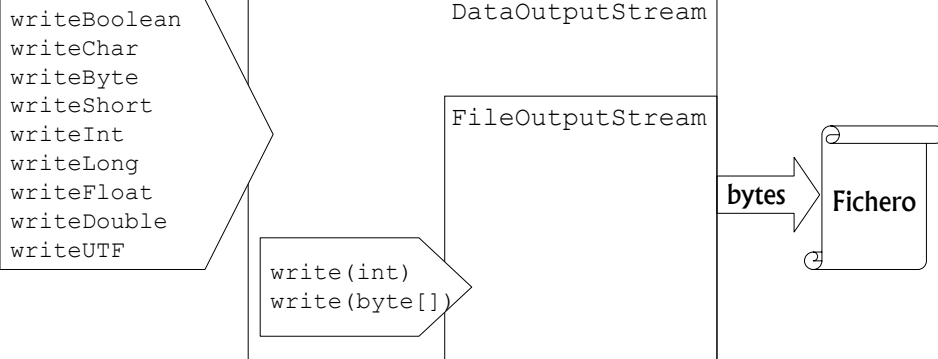 writeBoolean
writeChar
writeByte
writeShort
writeInt
writeLong
writeFloat
writeDouble
writeUTF
DataOutputStream
FileOutputStream
write(int)
write(byte[])
bytes
Fichero